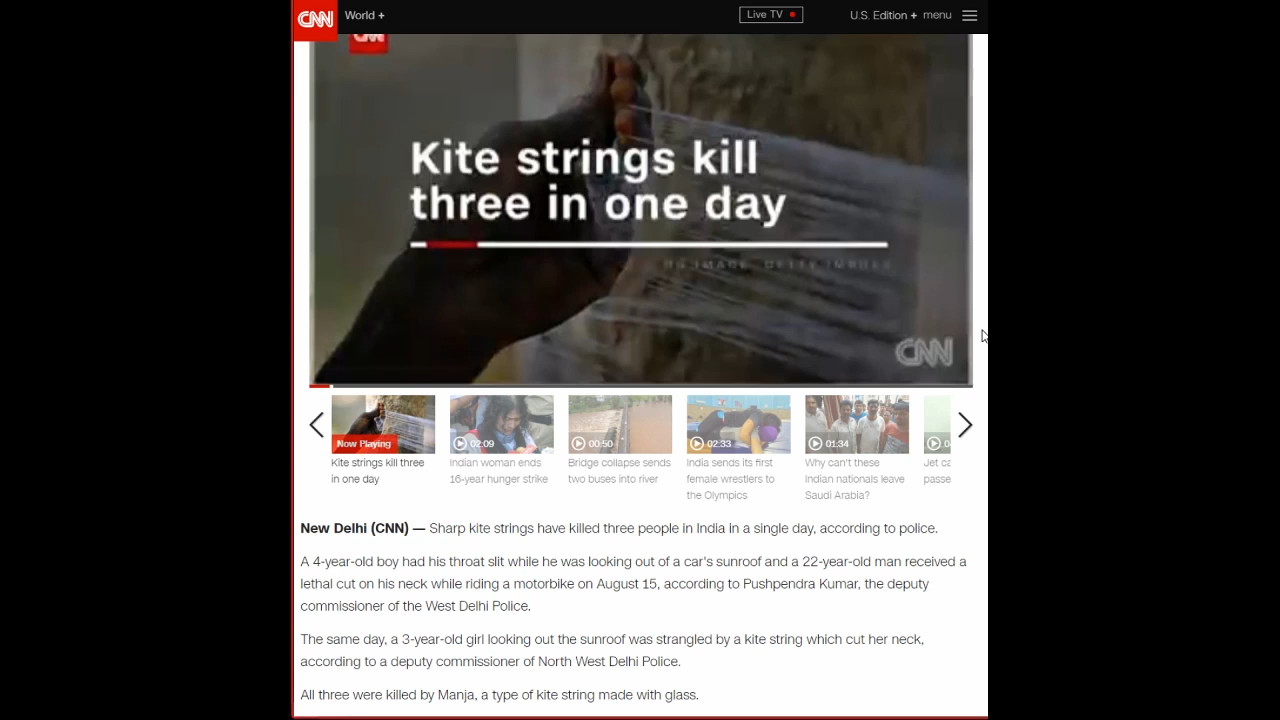 CNN World + Live TV U.S. Edition + menu
Kite strings kill
three in one day
CNN
Now Playing 02:09 00:50 02:33 01:34
Kite strings kill three
in one day
Indian woman ends
16-year hunger strike
Bridge collapse sends
two buses into river
India sends its first
female wrestlers to
the Olympics
Why can't these
Indian nationals leave
Saudi Arabia?
Jet ca
passe
New Delhi (CNN) — Sharp kite strings have killed three people in India in a single day, according to police.
A 4-year-old boy had his throat slit while he was looking out of a car's sunroof and a 22-year-old man received a
lethal cut on his neck while riding a motorbike on August 15, according to Pushpendra Kumar, the deputy
commissioner of the West Delhi Police.
The same day, a 3-year-old girl looking out the sunroof was strangled by a kite string which cut her neck,
according to a deputy commissioner of North West Delhi Police.
All three were killed by Manja, a type of kite string made with glass.